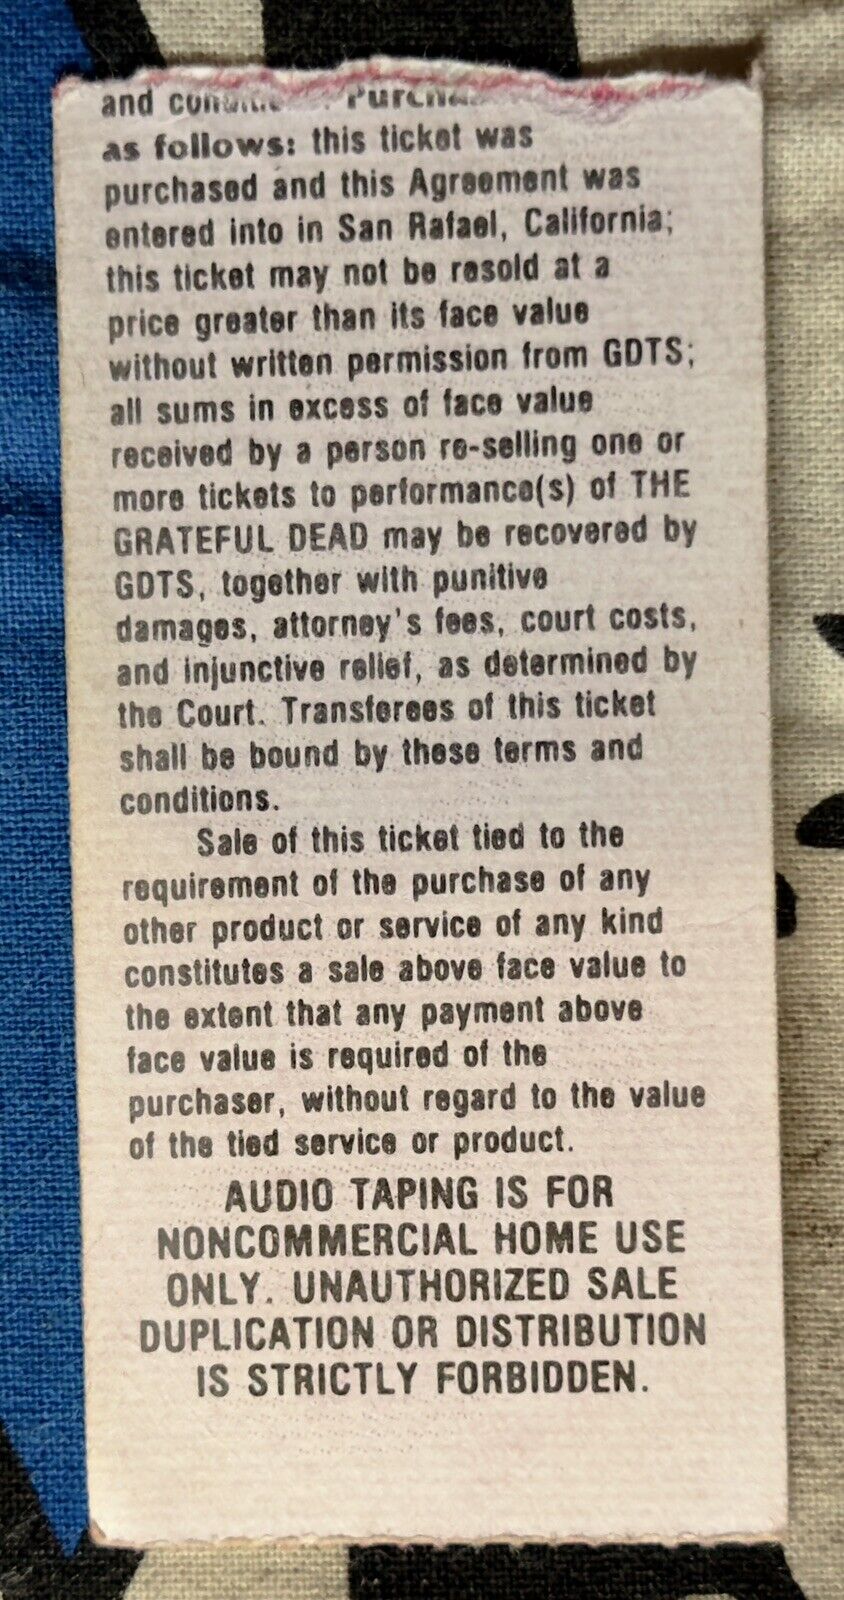 and conditions. Purcha
as follows: this ticket was
purchased and this Agreement was
entered into in San Rafael, California;
this ticket may not be resold at a
price greater than its face value
without written permission from GDTS;
all sums in excess of face value
received by a person re-selling one or
more tickets to performance(s) of THE
GRATEFUL DEAD may be recovered by
GDTS, together with punitive
damages, attorney's fees, court costs,
and injunctive relief, as determined by
the Court. Transferees of this ticket
shall be bound by these terms and
conditions.
Sale of this ticket tied to the
requirement of the purchase of any
other product or service of any kind
constitutes a sale above face value to
the extent that any payment above
face value is required of the
purchaser, without regard to the value
of the tied service or product.
AUDIO TAPING IS FOR
NONCOMMERCIAL HOME USE
ONLY. UNAUTHORIZED SALE
DUPLICATION OR DISTRIBUTION
IS STRICTLY FORBIDDEN.